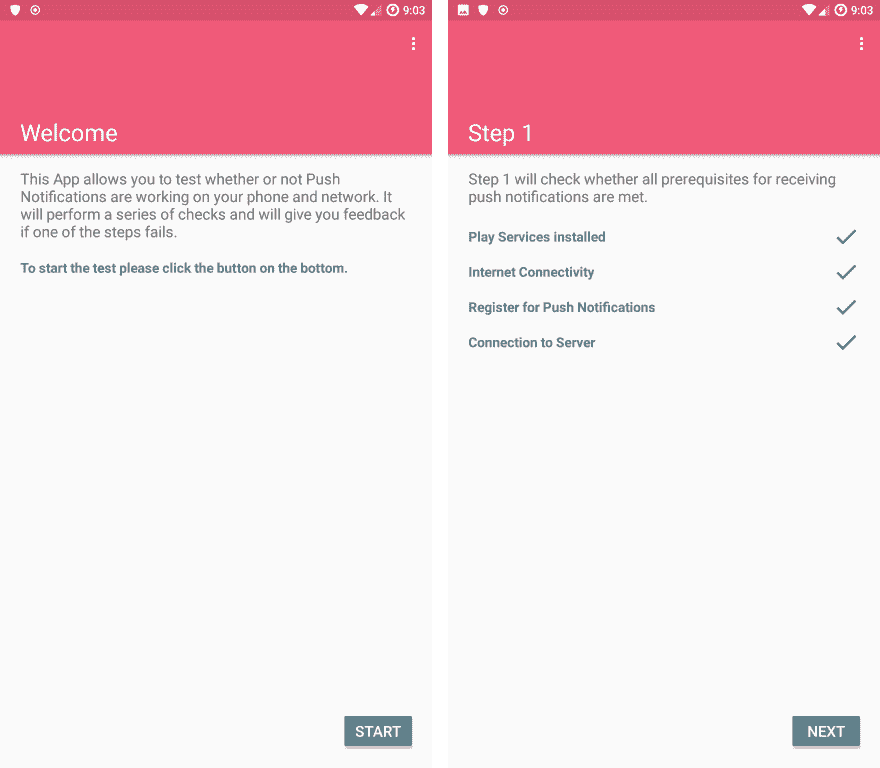 9:03
Welcome
This App allows you to test whether or not Push
Notifications are working on your phone and network. It
will perform a series of checks and will give you feedback
if one of the steps fails.
To start the test please click the button on the bottom.
START
9:03
Step 1
Step 1 will check whether all prerequisites for receiving
push notifications are met.
Play Services installed
Internet Connectivity
Register for Push Notifications
Connection to Server
NEXT